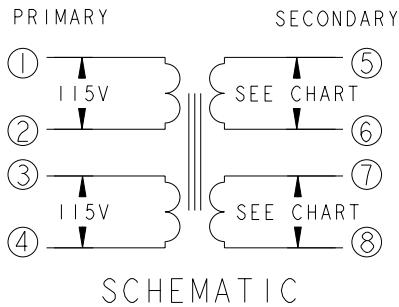 PRIMARY SECONDARY
1 5
115V SEE CHART
2 6
3 7
115V SEE CHART
4 8
SCHEMATIC